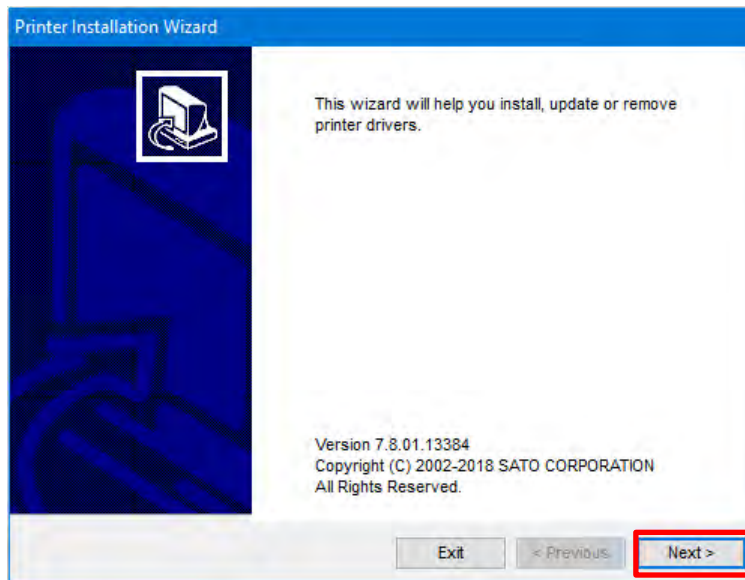 Printer Installation Wizard
This wizard will help you install, update or remove
printer drivers.
Version 7.8.01.13384
Copyright (C) 2002-2018 SATO CORPORATION
All Rights Reserved.
Exit
< Previous
Next >